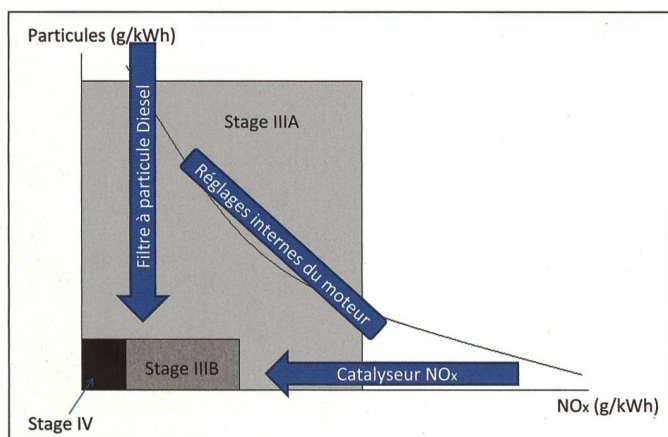 Particules (g/kWh)
Stage IIIA
Filtre à particule Diesel
Réglages internes du moteur
Stage IIIB
Catalyseur NOx
Stage IV
NOx (g/kWh)